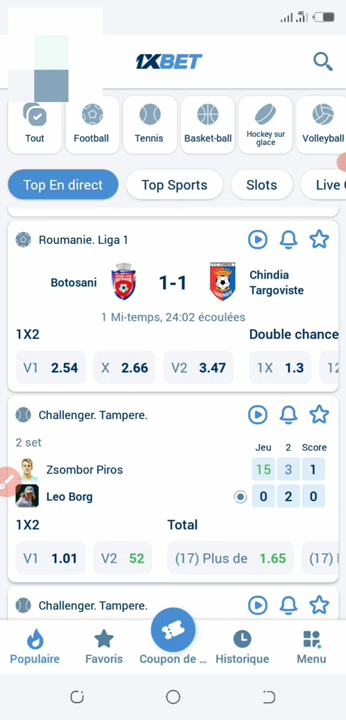 1XBET
Tout
Football
Tennis
Basket-ball
Hockey sur
glace
Volleyball
Top En direct
Top Sports
Slots
Live
Roumanie. Liga 1
Botosani
1-1
Chindia
Targoviste
1 Mi-temps, 24:02 écoulées
1X2 Double chance
V1 2.54 X 2.66 V2 3.47 1X 1.3 12
Challenger. Tampere.
2 set Jeu 2 Score
Zsombor Piros 15 3 1
Leo Borg 0 2 0
1X2 Total
V1 1.01 V2 52 (17) Plus de 1.65 (17)
Challenger. Tampere.
Populaire
Favoris
Coupon de ...
Historique
Menu